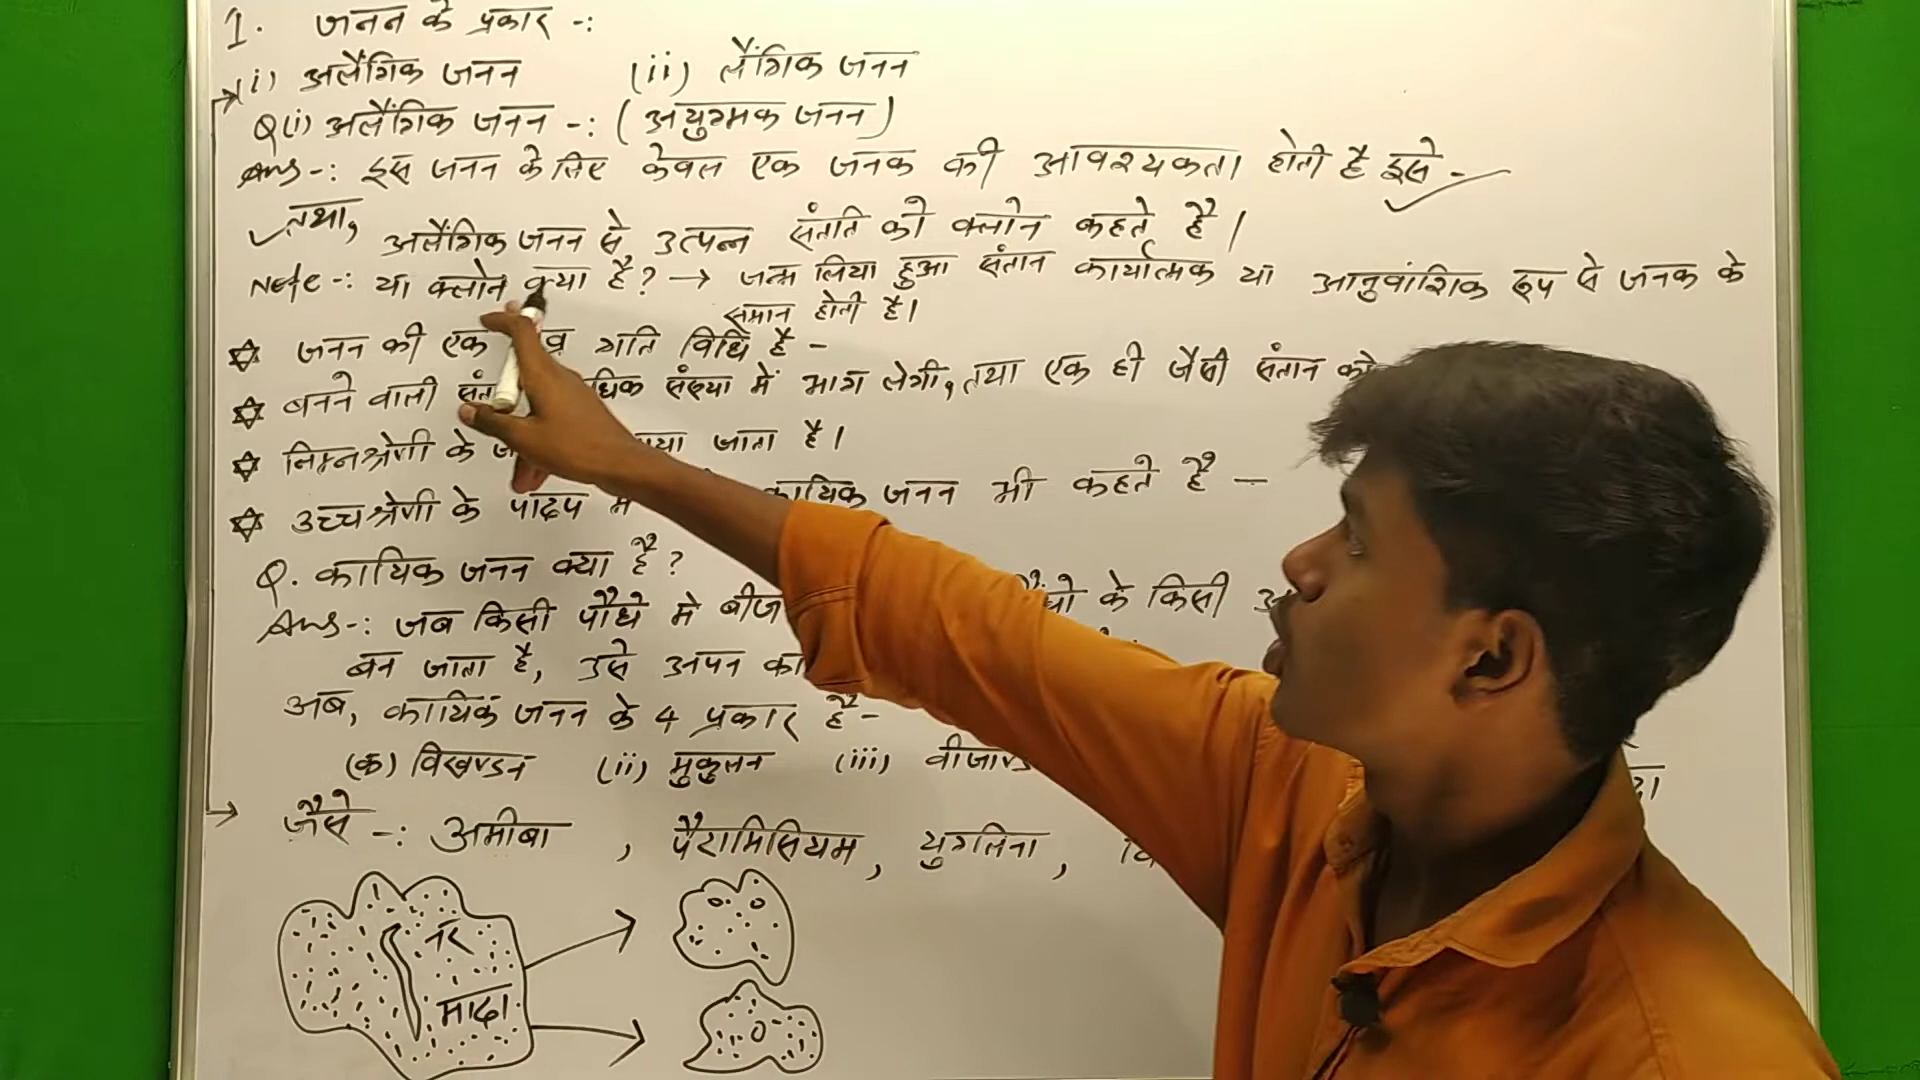 1. जनन के प्रकार -:
(i) अलैंगिक जनन (ii) लैंगिक जनन
Q(i) अलैंगिक जनन -: (अयुग्मक जनन)
Ans -: इस जनन के लिए केवल एक जनक की आवश्यकता होती है इसे -
तथा, अलैंगिक जनन से उत्पन्न संतति को क्लोन कहते है।
Note -: या क्लोन क्या है? → जन्म लिया हुआ संतान कार्यात्मक या आनुवांशिक रूप से जनक के
समान होती है।
जनन की एक गति विधि है -
बनने वाली संख्या में भाग लेगी, तथा एक ही जैसी संतान को
निम्नश्रेणी के जाता है।
उच्चश्रेणी के पादप में कायिक जनन भी कहते है -
Q. कायिक जनन क्या है?
Ans -: जब किसी पौधे मे बीज के किसी
बन जाता है, उसे अपन का
अब, कायिक जनन के 4 प्रकार है -
(क) विखण्डन (ii) मुकुलन (iii)
जैसे -: अमीबा , पैरामिसियम, युग्लिना,
नर
मादा